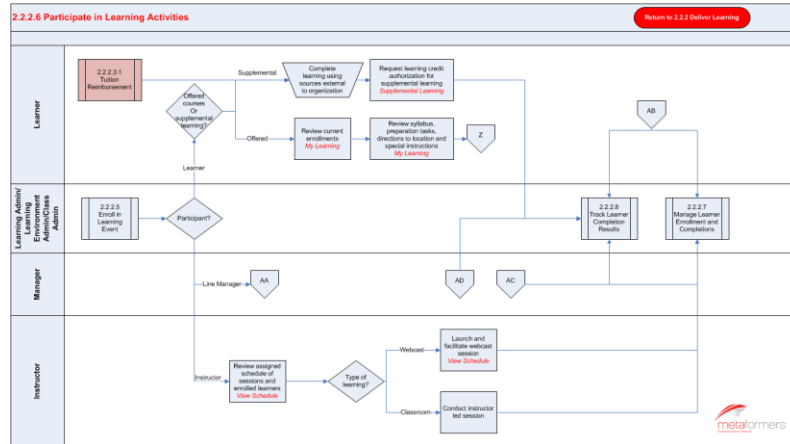 2.2.2.6 Participate in Learning Activities
Return to 2.2.2 Deliver Learning
Learner
2.2.2.3.1
Tuition
Reimbursement
Supplemental
Complete
learning using
sources external
to organization
Request learning credit
authorization for
supplemental learning
Supplemental Learning
Offered
courses
Or
supplemental
learning?
Offered
Review current
enrollments
My Learning
Review syllabus,
preparation tasks,
directions to location and
special instructions
My Learning
Z
AB
Learner
Learning Admin/
Learning
Environment
Admin/Class
Admin
2.2.2.5
Enroll in
Learning
Event
Participant?
2.2.2.8
Track Learner
Completion
Results
2.2.2.7
Manage Learner
Enrollment and
Completions
Manager
Line Manager
AA
AD
AC
Instructor
Instructor
Review assigned
schedule of
sessions and
enrolled learners
View Schedule
Type of
learning?
Webcast
Launch and
facilitate webcast
session
View Schedule
Classroom
Conduct instructor
led session
metaformers